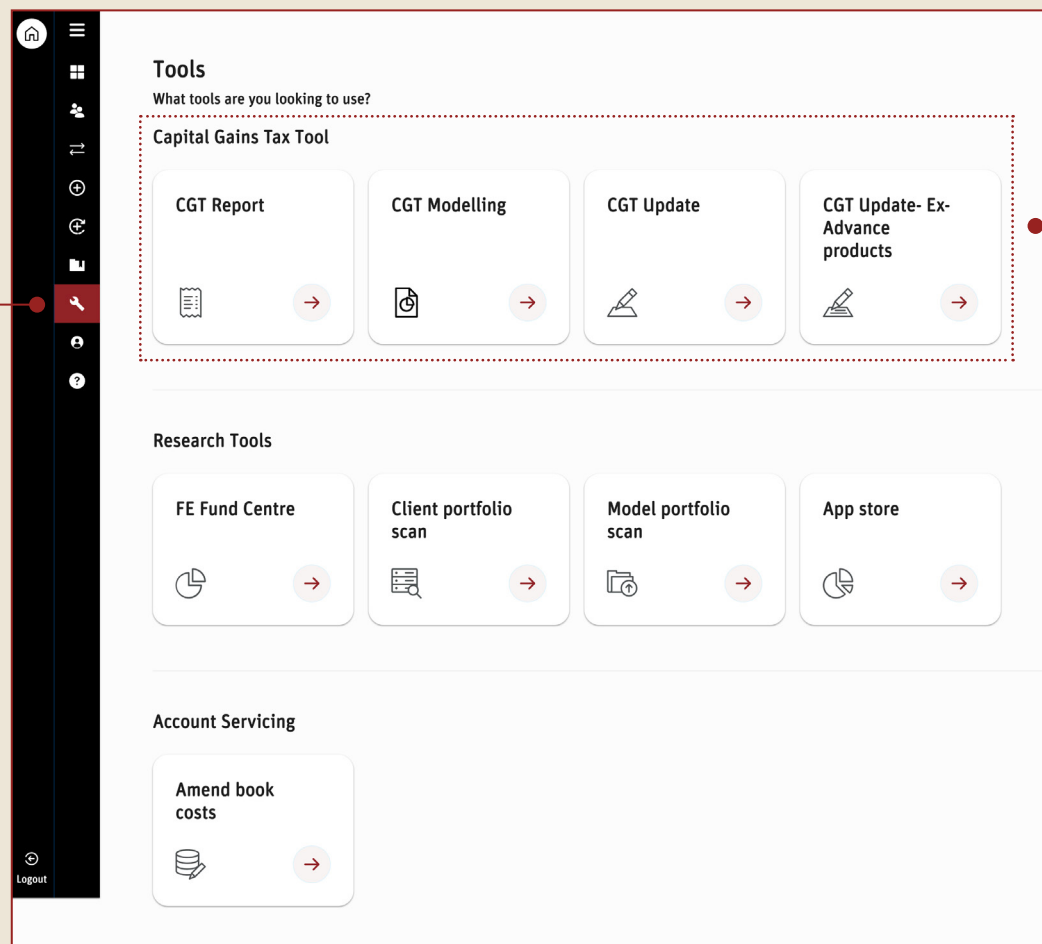 Tools
What tools are you looking to use?
Capital Gains Tax Tool
CGT Report
CGT Modelling
CGT Update
CGT Update- Ex-
Advance
products
Research Tools
FE Fund Centre
Client portfolio
scan
Model portfolio
scan
App store
Account Servicing
Amend book
costs
Logout